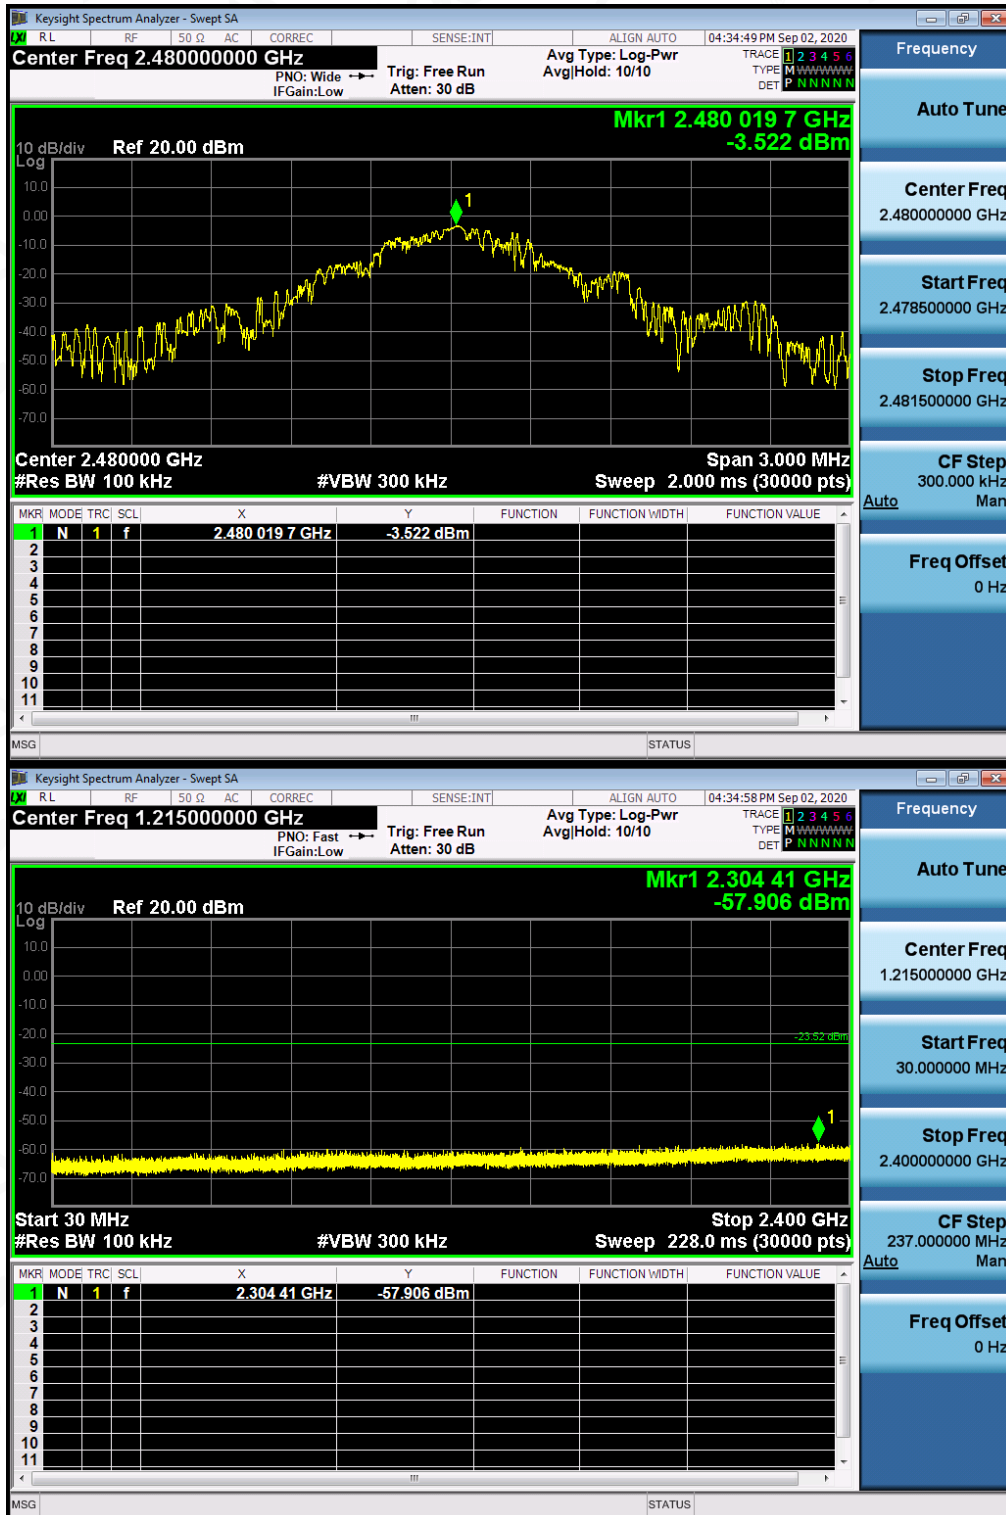 Keysight Spectrum Analyzer - Swept SA
LXI RL RF 50 Ω AC CORREC SENSE:INT ALIGN AUTO 04:34:49 PM Sep 02, 2020
Center Freq 2.480000000 GHz
PNO: Wide
IFGain:Low
Trig: Free Run
Atten: 30 dB
Avg Type: Log-Pwr
Avg|Hold: 10/10
TRACE 1 2 3 4 5 6
TYPE M WWWWW
DET P N N N N N
Mkr1 2.480 019 7 GHz
-3.522 dBm
10 dB/div Ref 20.00 dBm
Log
10.0
0.00
-10.0
-20.0
-30.0
-40.0
-50.0
-60.0
-70.0
1
Center 2.480000 GHz Span 3.000 MHz
#Res BW 100 kHz #VBW 300 kHz Sweep 2.000 ms (30000 pts)
MKR MODE TRC SCL X Y FUNCTION FUNCTION WIDTH FUNCTION VALUE
1 N 1 f 2.480 019 7 GHz -3.522 dBm
2
3
4
5
6
7
8
9
10
11
MSG STATUS
Frequency
Auto Tune
Center Freq
2.480000000 GHz
Start Freq
2.478500000 GHz
Stop Freq
2.481500000 GHz
CF Step
300.000 kHz
Auto Man
Freq Offset
0 Hz
Keysight Spectrum Analyzer - Swept SA
LXI RL RF 50 Ω AC CORREC SENSE:INT ALIGN AUTO 04:34:58 PM Sep 02, 2020
Center Freq 1.215000000 GHz
PNO: Fast
IFGain:Low
Trig: Free Run
Atten: 30 dB
Avg Type: Log-Pwr
Avg|Hold: 10/10
TRACE 1 2 3 4 5 6
TYPE M WWWWW
DET P N N N N N
Mkr1 2.304 41 GHz
-57.906 dBm
10 dB/div Ref 20.00 dBm
Log
10.0
0.00
-10.0
-20.0
-30.0
-40.0
-50.0
-60.0
-70.0
-23.52 dBm
1
Start 30 MHz Stop 2.400 GHz
#Res BW 100 kHz #VBW 300 kHz Sweep 228.0 ms (30000 pts)
MKR MODE TRC SCL X Y FUNCTION FUNCTION WIDTH FUNCTION VALUE
1 N 1 f 2.304 41 GHz -57.906 dBm
2
3
4
5
6
7
8
9
10
11
MSG STATUS
Frequency
Auto Tune
Center Freq
1.215000000 GHz
Start Freq
30.000000 MHz
Stop Freq
2.400000000 GHz
CF Step
237.000000 MHz
Auto Man
Freq Offset
0 Hz